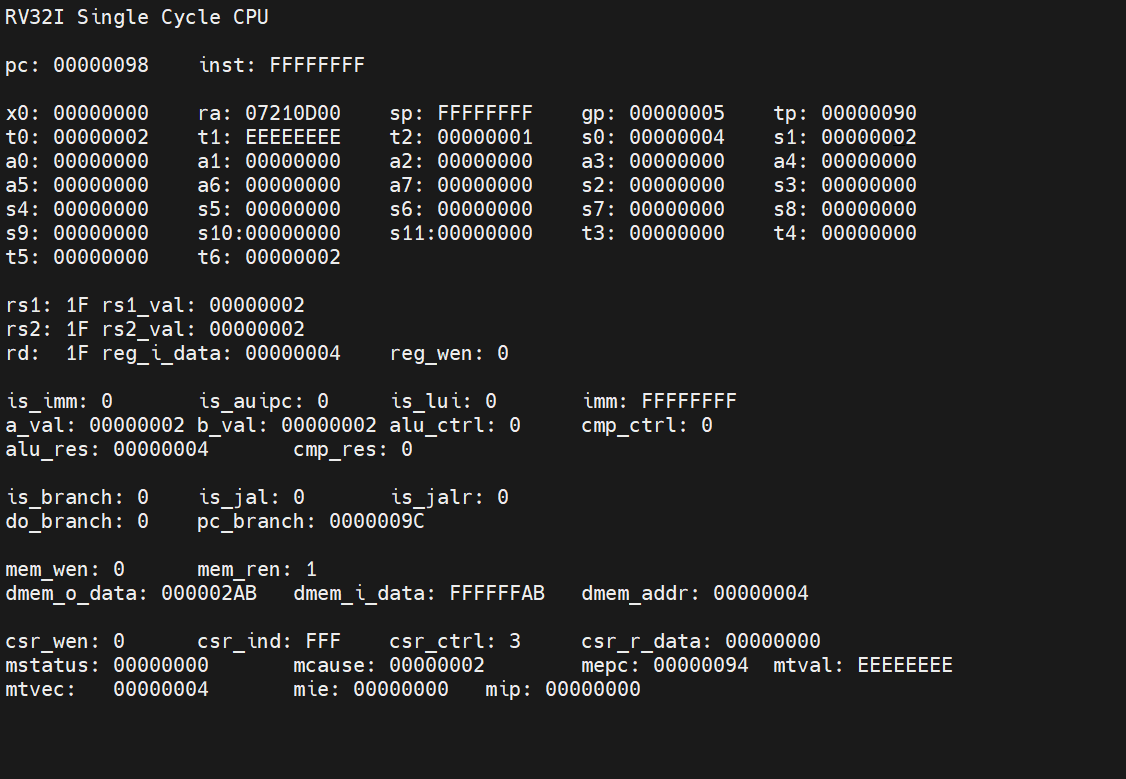 RV32I Single Cycle CPU
pc: 00000098 inst: FFFFFFFF
x0: 00000000 ra: 07210D00 sp: FFFFFFFF gp: 00000005 tp: 00000090
t0: 00000002 t1: EEEEEEEE t2: 00000001 s0: 00000004 s1: 00000002
a0: 00000000 a1: 00000000 a2: 00000000 a3: 00000000 a4: 00000000
a5: 00000000 a6: 00000000 a7: 00000000 s2: 00000000 s3: 00000000
s4: 00000000 s5: 00000000 s6: 00000000 s7: 00000000 s8: 00000000
s9: 00000000 s10:00000000 s11:00000000 t3: 00000000 t4: 00000000
t5: 00000000 t6: 00000002
rs1: 1F rs1_val: 00000002
rs2: 1F rs2_val: 00000002
rd: 1F reg_i_data: 00000004 reg_wen: 0
is_imm: 0 is_auipc: 0 is_lui: 0 imm: FFFFFFFF
a_val: 00000002 b_val: 00000002 alu_ctrl: 0 cmp_ctrl: 0
alu_res: 00000004 cmp_res: 0
is_branch: 0 is_jal: 0 is_jalr: 0
do_branch: 0 pc_branch: 0000009C
mem_wen: 0 mem_ren: 1
dmem_o_data: 000002AB dmem_i_data: FFFFFFAB dmem_addr: 00000004
csr_wen: 0 csr_ind: FFF csr_ctrl: 3 csr_r_data: 00000000
mstatus: 00000000 mcause: 00000002 mepc: 00000094 mtval: EEEEEEEE
mtvec: 00000004 mie: 00000000 mip: 00000000